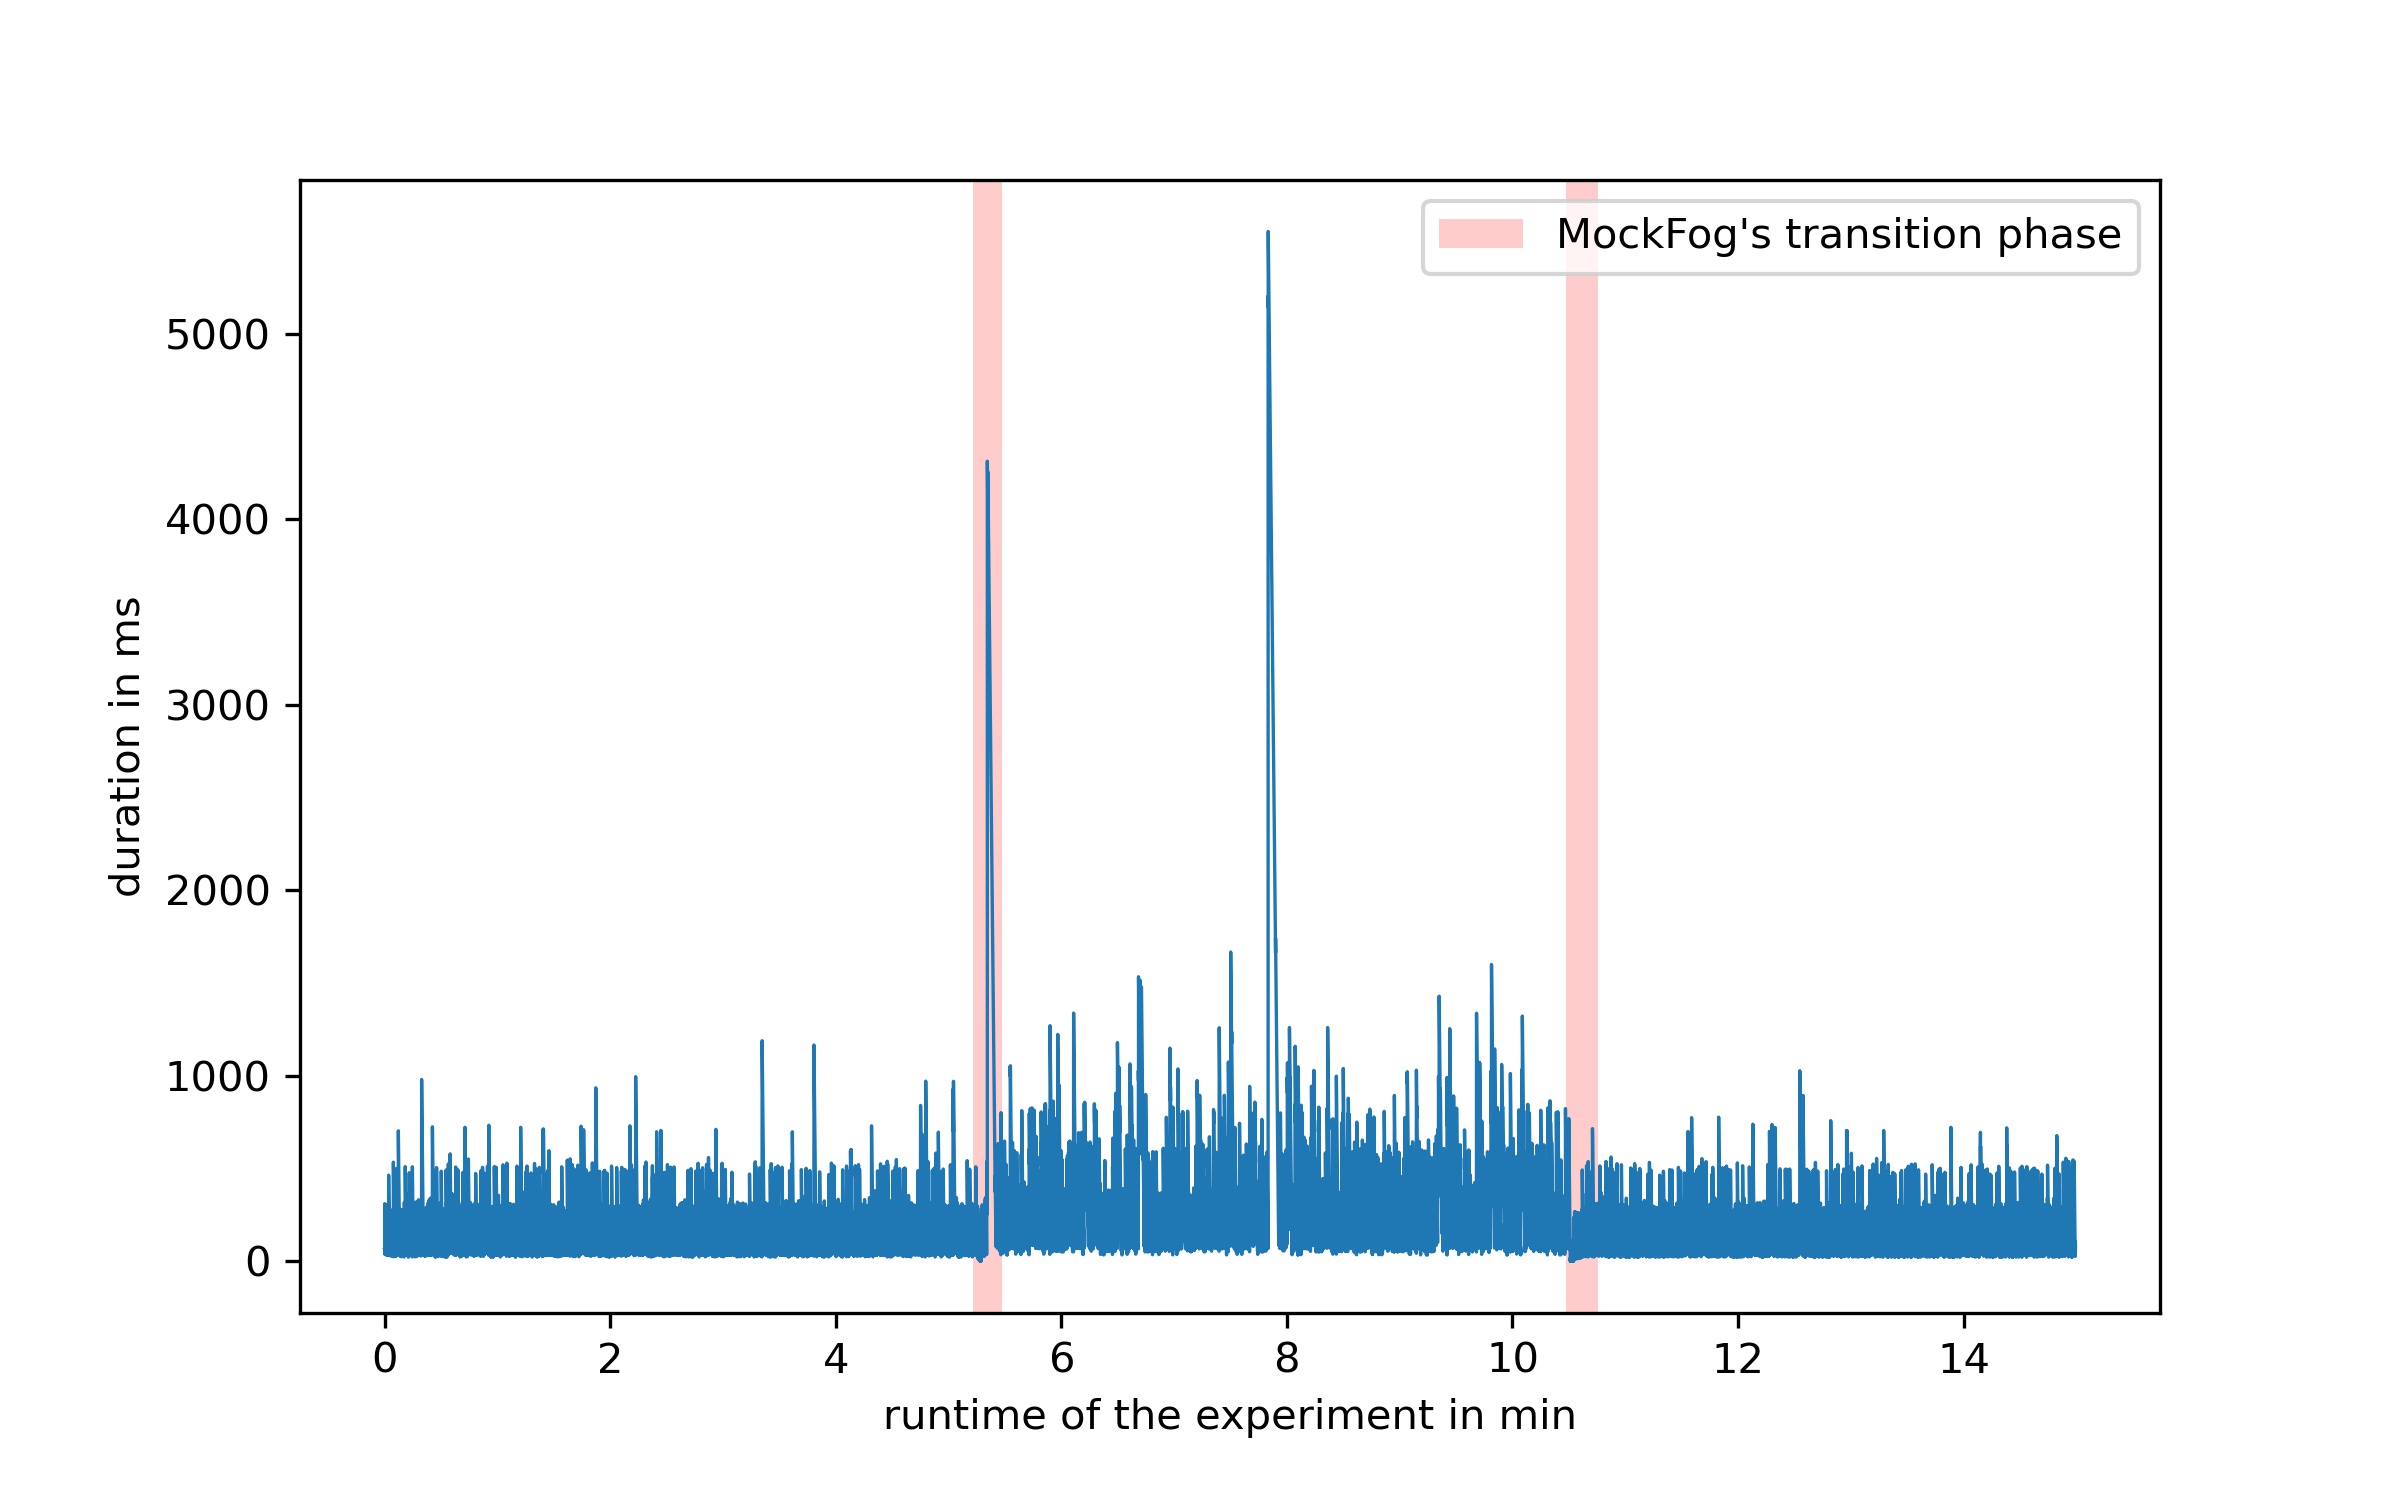 MockFog's transition phase
5000
4000
3000
2000
1000
0
duration in ms
0 2 4 6 8 10 12 14
runtime of the experiment in min